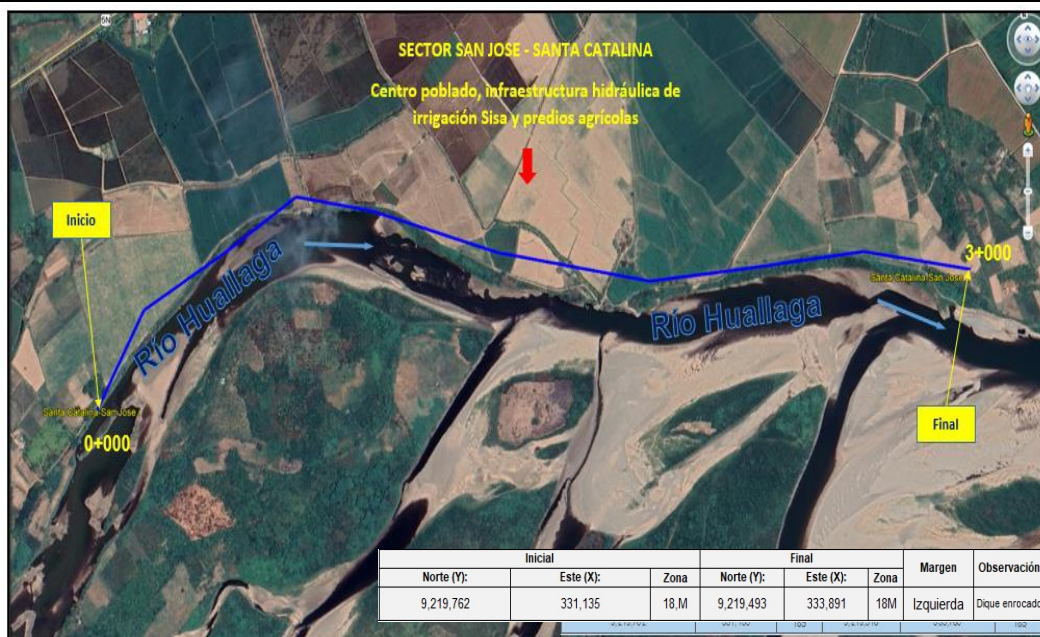 5N
SECTOR SAN JOSE - SANTA CATALINA
Centro poblado, infraestructura hidráulica de
irrigación Sisa y predios agrícolas
Inicio
Río Huallaga
Río Huallaga
3+000
Santa Catalina-San Jose
Santa Catalina-San Jose
0+000
Final
Inicial Final Margen Observación
Norte (Y): Este (X): Zona Norte (Y): Este (X): Zona
9,219,762 331,135 18,M 9,219,493 333,891 18M Izquierda Dique enrocado